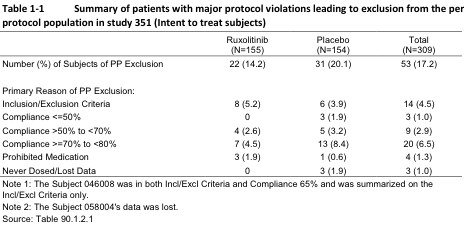 Table 1-1 Summary of patients with major protocol violations leading to exclusion from the per
protocol population in study 351 (Intent to treat subjects)
Ruxolitinib Placebo Total
(N=155) (N=154) (N=309)
Number (%) of Subjects of PP Exclusion 22 (14.2) 31 (20.1) 53 (17.2)
Primary Reason of PP Exclusion:
Inclusion/Exclusion Criteria 8 (5.2) 6 (3.9) 14 (4.5)
Compliance <=50% 0 3 (1.9) 3 (1.0)
Compliance >50% to <70% 4 (2.6) 5 (3.2) 9 (2.9)
Compliance >=70% to <80% 7 (4.5) 13 (8.4) 20 (6.5)
Prohibited Medication 3 (1.9) 1 (0.6) 4 (1.3)
Never Dosed/Lost Data 0 3 (1.9) 3 (1.0)
Note 1: The Subject 046008 was in both Incl/Excl Criteria and Compliance 65% and was summarized on the
Incl/Excl Criteria only.
Note 2: The Subject 058004's data was lost.
Source: Table 90.1.2.1